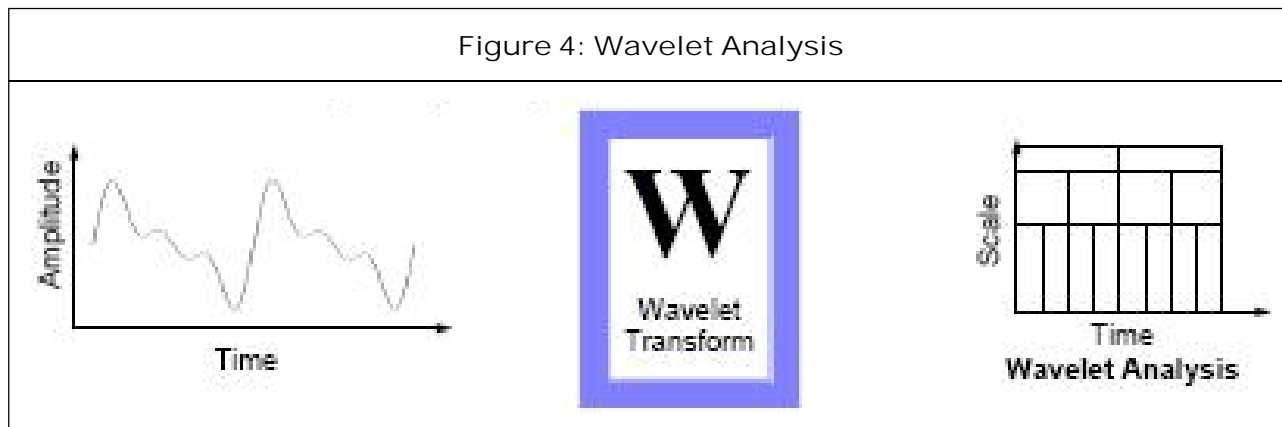 Figure 4: Wavelet Analysis
Amplitude
Time
W
Wavelet
Transform
Scale
Time
Wavelet Analysis